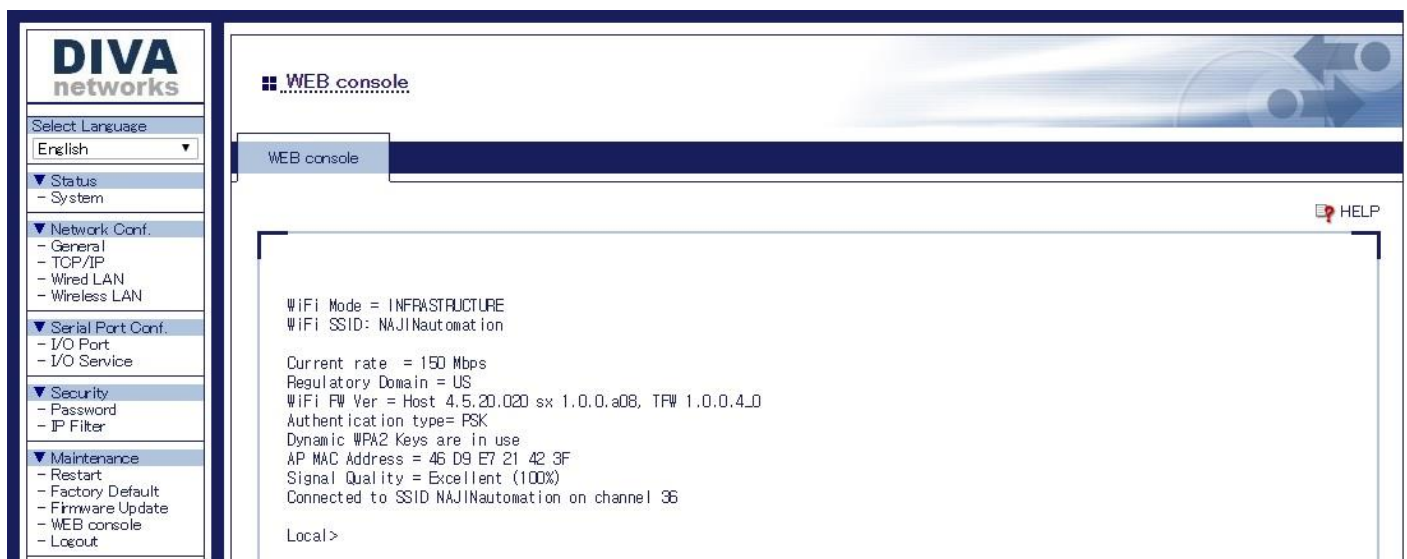 DIVA
networks
Select Language
English
▼ Status
- System
▼ Network Conf.
- General
- TCP/IP
- Wired LAN
- Wireless LAN
▼ Serial Port Conf.
- I/O Port
- I/O Service
▼ Security
- Password
- IP Filter
▼ Maintenance
- Restart
- Factory Default
- Firmware Update
- WEB console
- Logout
WEB console
WEB console
HELP
WiFi Mode = INFRASTRUCTURE
WiFi SSID: NAJINautomation
Current rate = 150 Mbps
Regulatory Domain = US
WiFi FW Ver = Host 4.5.20.020 sx 1.0.0.a08, TFW 1.0.0.4_0
Authentication type= PSK
Dynamic WPA2 Keys are in use
AP MAC Address = 46 D9 E7 21 42 3F
Signal Quality = Excellent (100%)
Connected to SSID NAJINautomation on channel 36
Local>